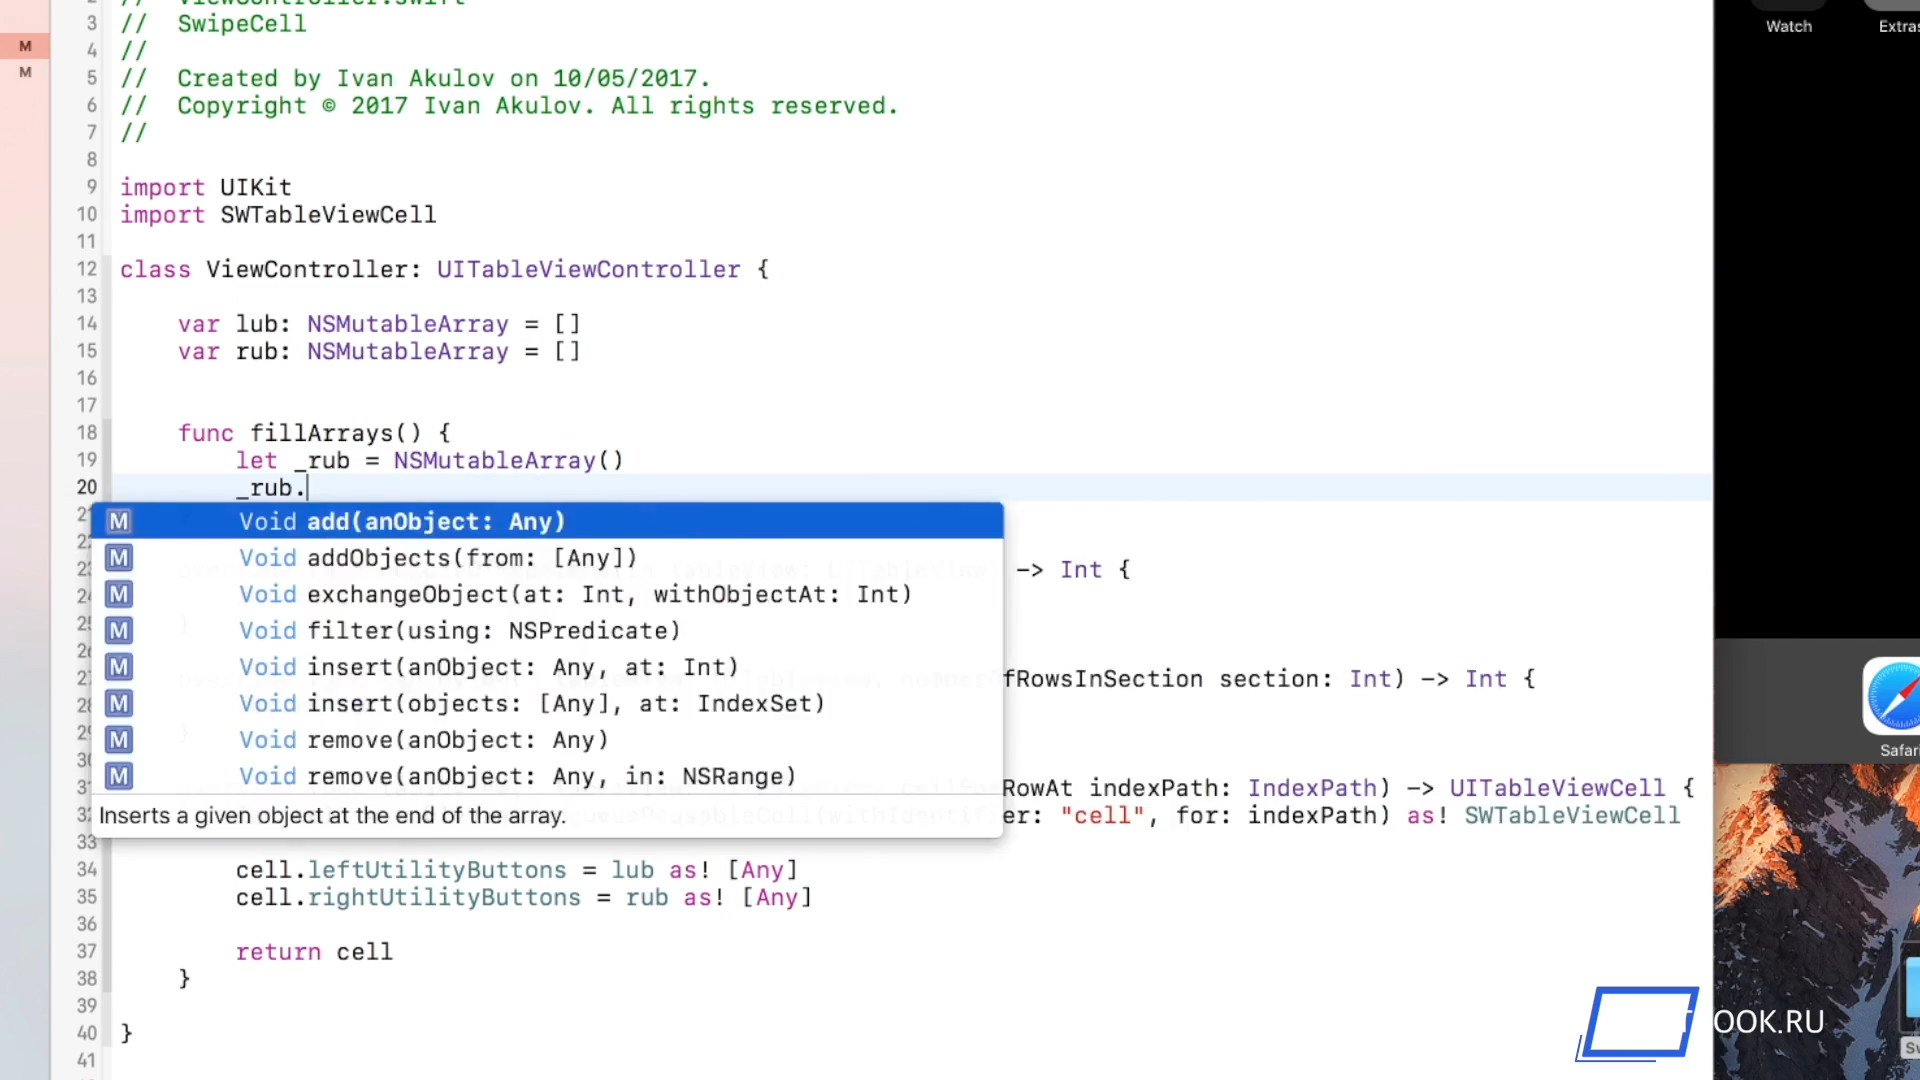 Watch
Extras
M
M
2 // ViewController.swift
3 // SwipeCell
4 //
5 // Created by Ivan Akulov on 10/05/2017.
6 // Copyright © 2017 Ivan Akulov. All rights reserved.
7 //
8
9 import UIKit
10 import SWTableViewCell
11
12 class ViewController: UITableViewController {
13
14 var lub: NSMutableArray = []
15 var rub: NSMutableArray = []
16
17
18 func fillArrays() {
19 let _rub = NSMutableArray()
20 _rub.
M Void add(anObject: Any)
M Void addObjects(from: [Any])
-> Int {
M Void exchangeObject(at: Int, withObjectAt: Int)
M Void filter(using: NSPredicate)
M Void insert(anObject: Any, at: Int)
fRowsInSection section: Int) -> Int {
M Void insert(objects: [Any], at: IndexSet)
M Void remove(anObject: Any)
M Void remove(anObject: Any, in: NSRange)
RowAt indexPath: IndexPath) -> UITableViewCell {
Inserts a given object at the end of the array.
er: "cell", for: indexPath) as! SWTableViewCell
33
34 cell.leftUtilityButtons = lub as! [Any]
35 cell.rightUtilityButtons = rub as! [Any]
36
37 return cell
38 }
39
40 }
41
Safari
OOK.RU